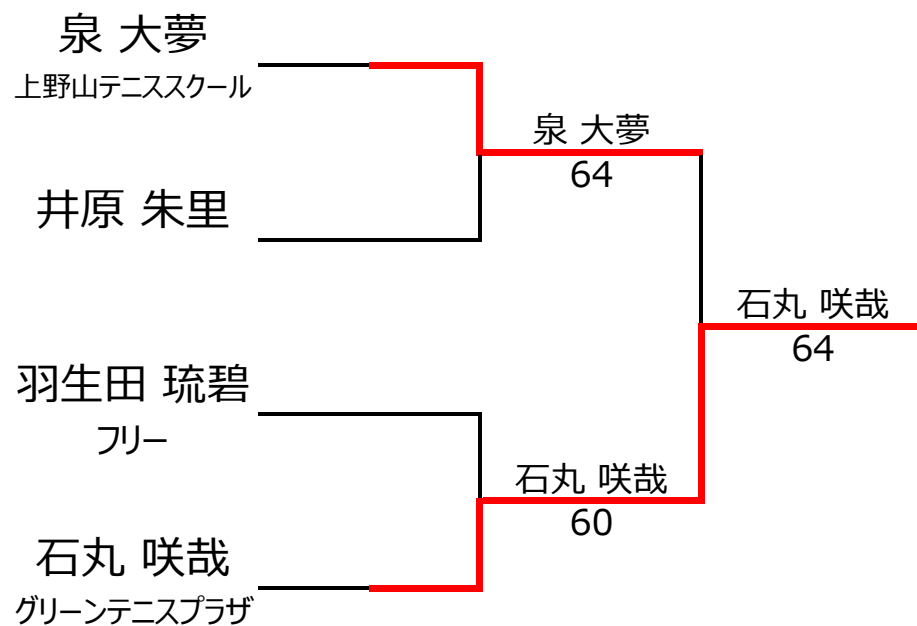 泉 大夢
上野山テニススクール
井原 朱里
羽生田 琉碧
フリー
石丸 咲哉
グリーンテニスプラザ
泉 大夢
64
石丸 咲哉
60
石丸 咲哉
64